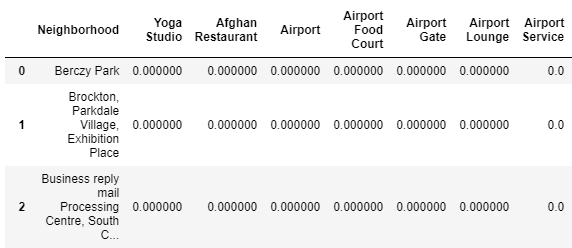 Neighborhood Yoga Studio Afghan Restaurant Airport Airport Food Court Airport Gate Airport Lounge Airport Service
0 Berczy Park 0.000000 0.000000 0.000000 0.000000 0.000000 0.000000 0.0
1 Brockton, Parkdale Village, Exhibition Place 0.000000 0.000000 0.000000 0.000000 0.000000 0.000000 0.0
2 Business reply mail Processing Centre, South C... 0.000000 0.000000 0.000000 0.000000 0.000000 0.000000 0.0